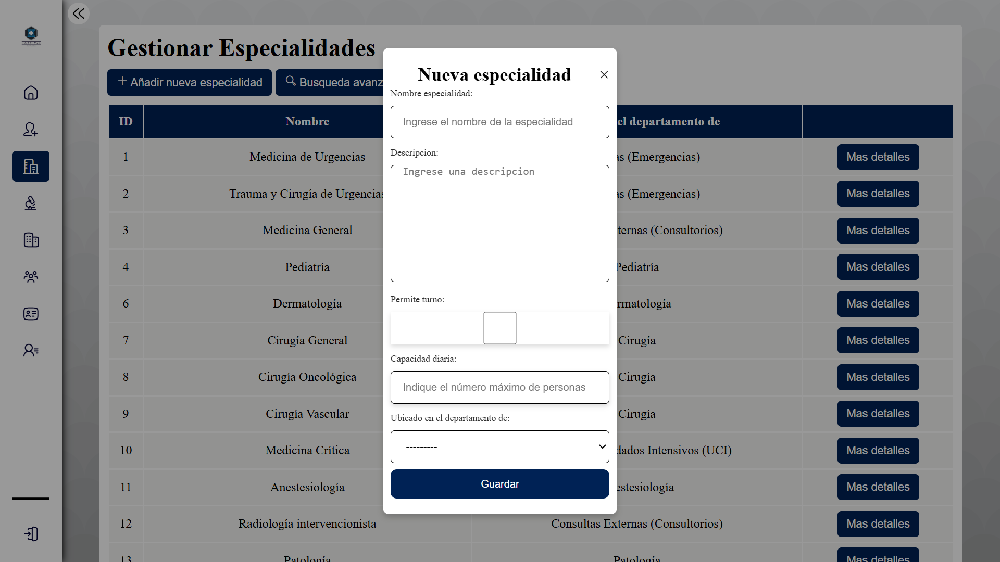 HOSPITAL
Gestionar Especialidades
Añadir nueva especialidad
Busqueda avanz
ID Nombre el departamento de
1 Medicina de Urgencias as (Emergencias) Mas detalles
2 Trauma y Cirugía de Urgencias as (Emergencias) Mas detalles
3 Medicina General ternas (Consultorios) Mas detalles
4 Pediatría Pediatría Mas detalles
6 Dermatología rmatología Mas detalles
7 Cirugía General Cirugía Mas detalles
8 Cirugía Oncológica Cirugía Mas detalles
9 Cirugía Vascular Cirugía Mas detalles
10 Medicina Crítica dados Intensivos (UCI) Mas detalles
11 Anestesiología estesiología Mas detalles
12 Radiología intervencionista Consultas Externas (Consultorios) Mas detalles
13 Patología Patología Mas detalles
Nueva especialidad
Nombre especialidad:
Ingrese el nombre de la especialidad
Descripcion:
Ingrese una descripcion
Permite turno:
Capacidad diaria:
Indique el número máximo de personas
Ubicado en el departamento de:
---------
Guardar